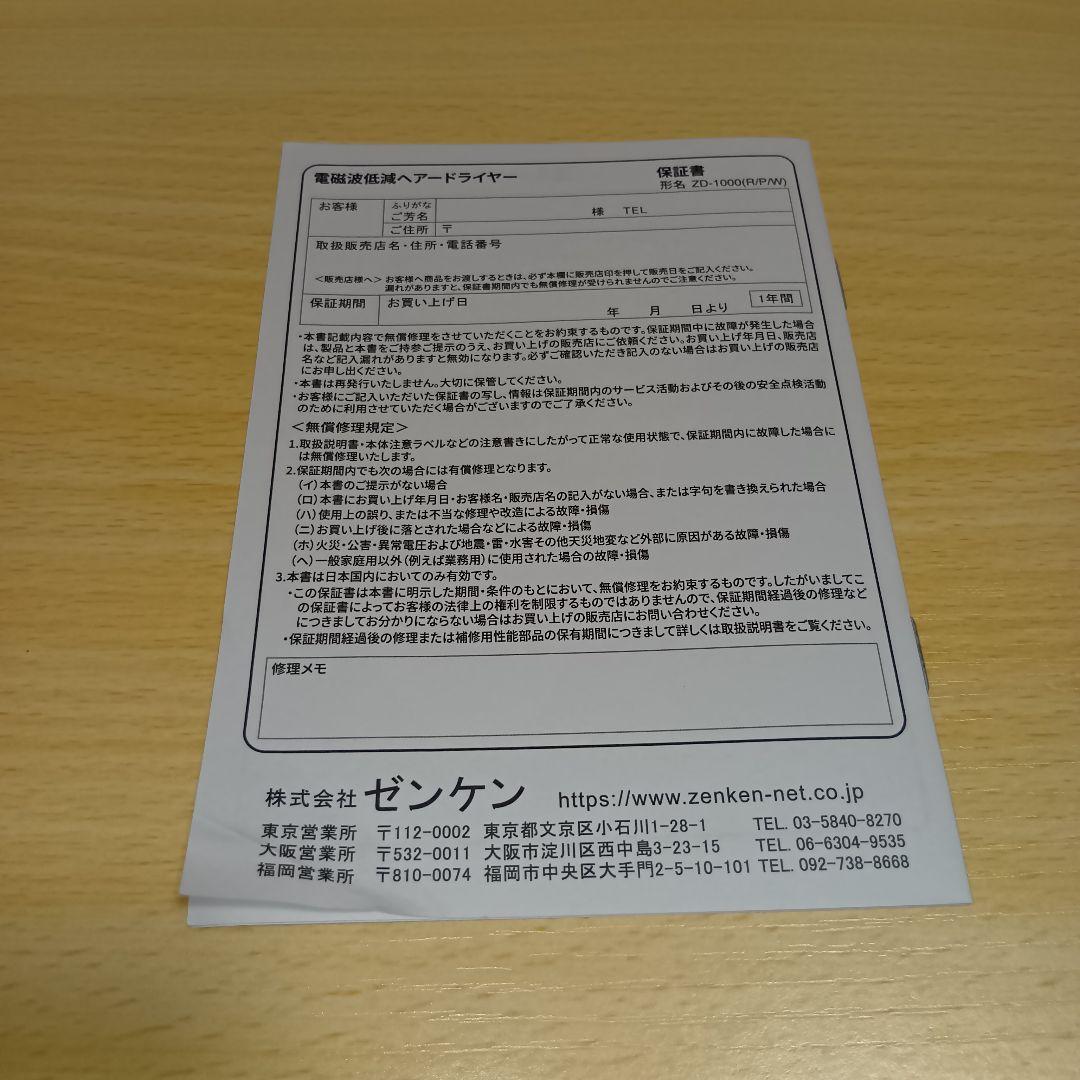 電磁波低減ヘアードライヤー 保証書
形名 ZD-1000(R/P/W)
お客様 ふりがな
ご芳名 様 TEL
ご住所 〒
取扱販売店名・住所・電話番号
＜販売店様へ＞お客様へ商品をお渡しするときは、必ず本欄に販売店印を押して販売日をご記入ください。
漏れがありますと、保証書期間内でも無償修理が受けられませんのでご注意ください。
保証期間 お買い上げ日 年 月 日より 1年間
・本書記載内容で無償修理をさせていただくことをお約束するものです。保証期間中に故障が発生した場合
は、製品と本書をご持参ご提示のうえ、お買い上げの販売店にご依頼ください。お買い上げ年月日、販売店
名など記入漏れがありますと無効になります。必ずご確認いただき記入のない場合はお買い上げの販売店
にお申し出ください。
・本書は再発行いたしません。大切に保管してください。
・お客様にご記入いただいた保証書の写し、情報は保証期間内のサービス活動およびその後の安全点検活動
のために利用させていただく場合がございますのでご了承ください。
＜無償修理規定＞
1.取扱説明書・本体注意ラベルなどの注意書きにしたがって正常な使用状態で、保証期間内に故障した場合に
は無償修理いたします。
2.保証期間内でも次の場合には有償修理となります。
(イ)本書のご提示がない場合
(ロ)本書にお買い上げ年月日・お客様名・販売店名の記入がない場合、または字句を書き換えられた場合
(ハ)使用上の誤り、または不当な修理や改造による故障・損傷
(ニ)お買い上げ後に落とされた場合などによる故障・損傷
(ホ)火災・公害・異常電圧および地震・雷・水害その他天災地変など外部に原因がある故障・損傷
(ヘ)一般家庭用以外(例えば業務用)に使用された場合の故障・損傷
3.本書は日本国内においてのみ有効です。
・この保証書は本書に明示した期間・条件のもとにおいて、無償修理をお約束するものです。したがいましてこ
の保証書によってお客様の法律上の権利を制限するものではありませんので、保証期間経過後の修理など
につきましてお分かりにならない場合はお買い上げの販売店にお問い合わせください。
・保証期間経過後の修理または補修用性能部品の保有期間につきまして詳しくは取扱説明書をご覧ください。
修理メモ
株式会社 ゼンケン https://www.zenken-net.co.jp
東京営業所 〒112-0002 東京都文京区小石川1-28-1 TEL. 03-5840-8270
大阪営業所 〒532-0011 大阪市淀川区西中島3-23-15 TEL. 06-6304-9535
福岡営業所 〒810-0074 福岡市中央区大手門2-5-10-101 TEL. 092-738-8668